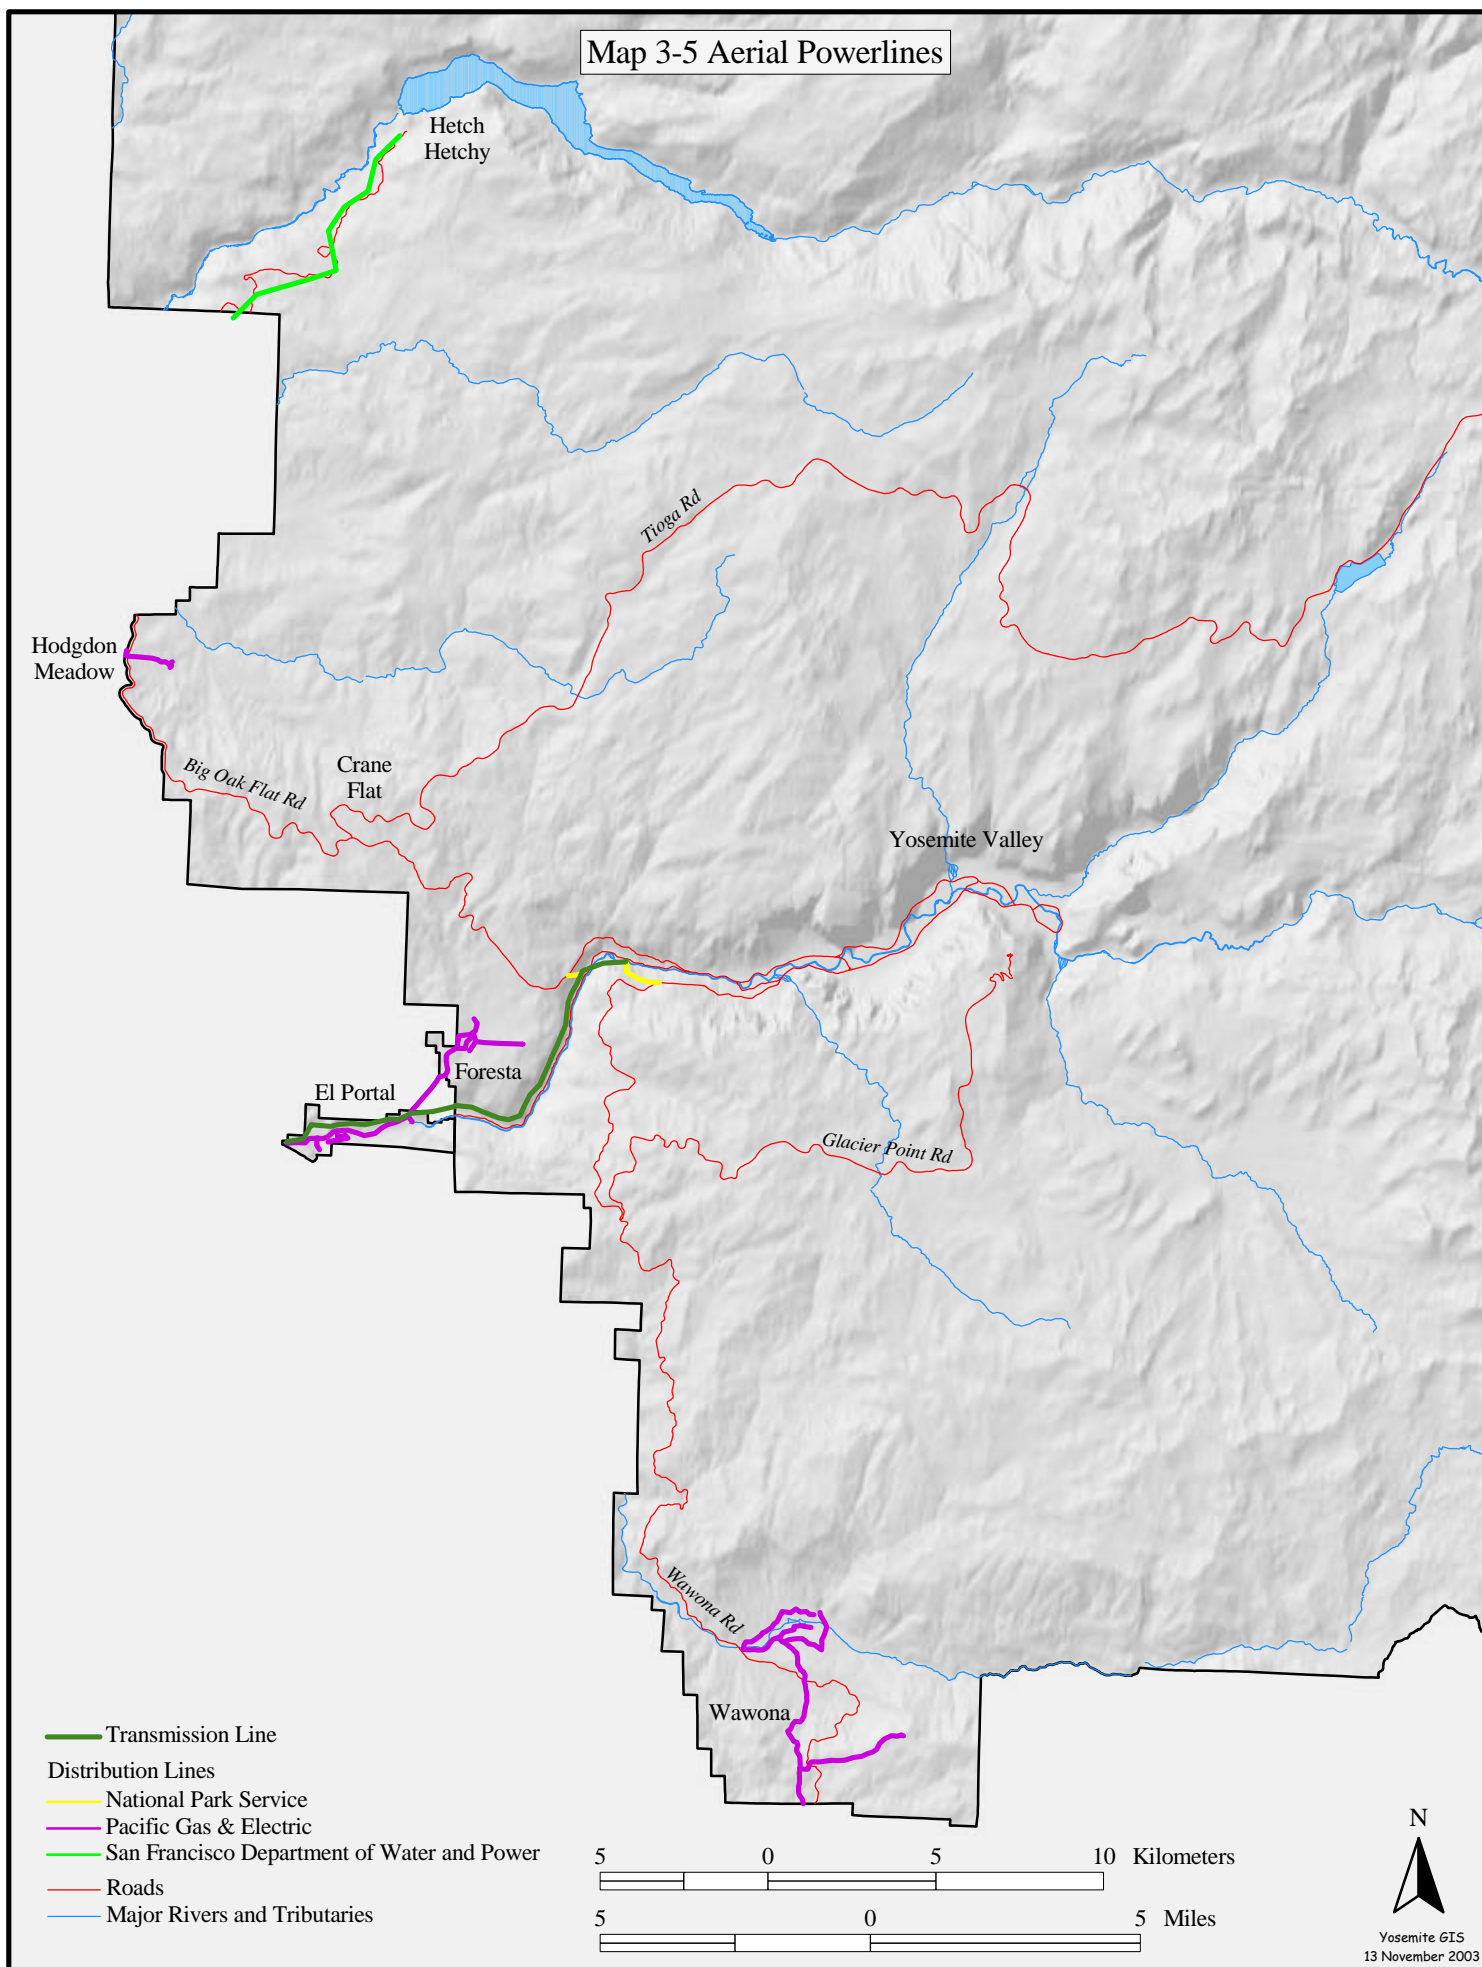 Map 3-5 Aerial Powerlines
Hetch
Hetchy
Tioga Rd
Hodgdon
Meadow
Big Oak Flat Rd
Crane
Flat
Yosemite Valley
Foresta
El Portal
Glacier Point Rd
Wawona Rd
Wawona
Transmission Line
Distribution Lines
National Park Service
Pacific Gas & Electric
San Francisco Department of Water and Power
Roads
Major Rivers and Tributaries
5 0 5 10 Kilometers
5 0 5 Miles
N
Yosemite GIS
13 November 2003